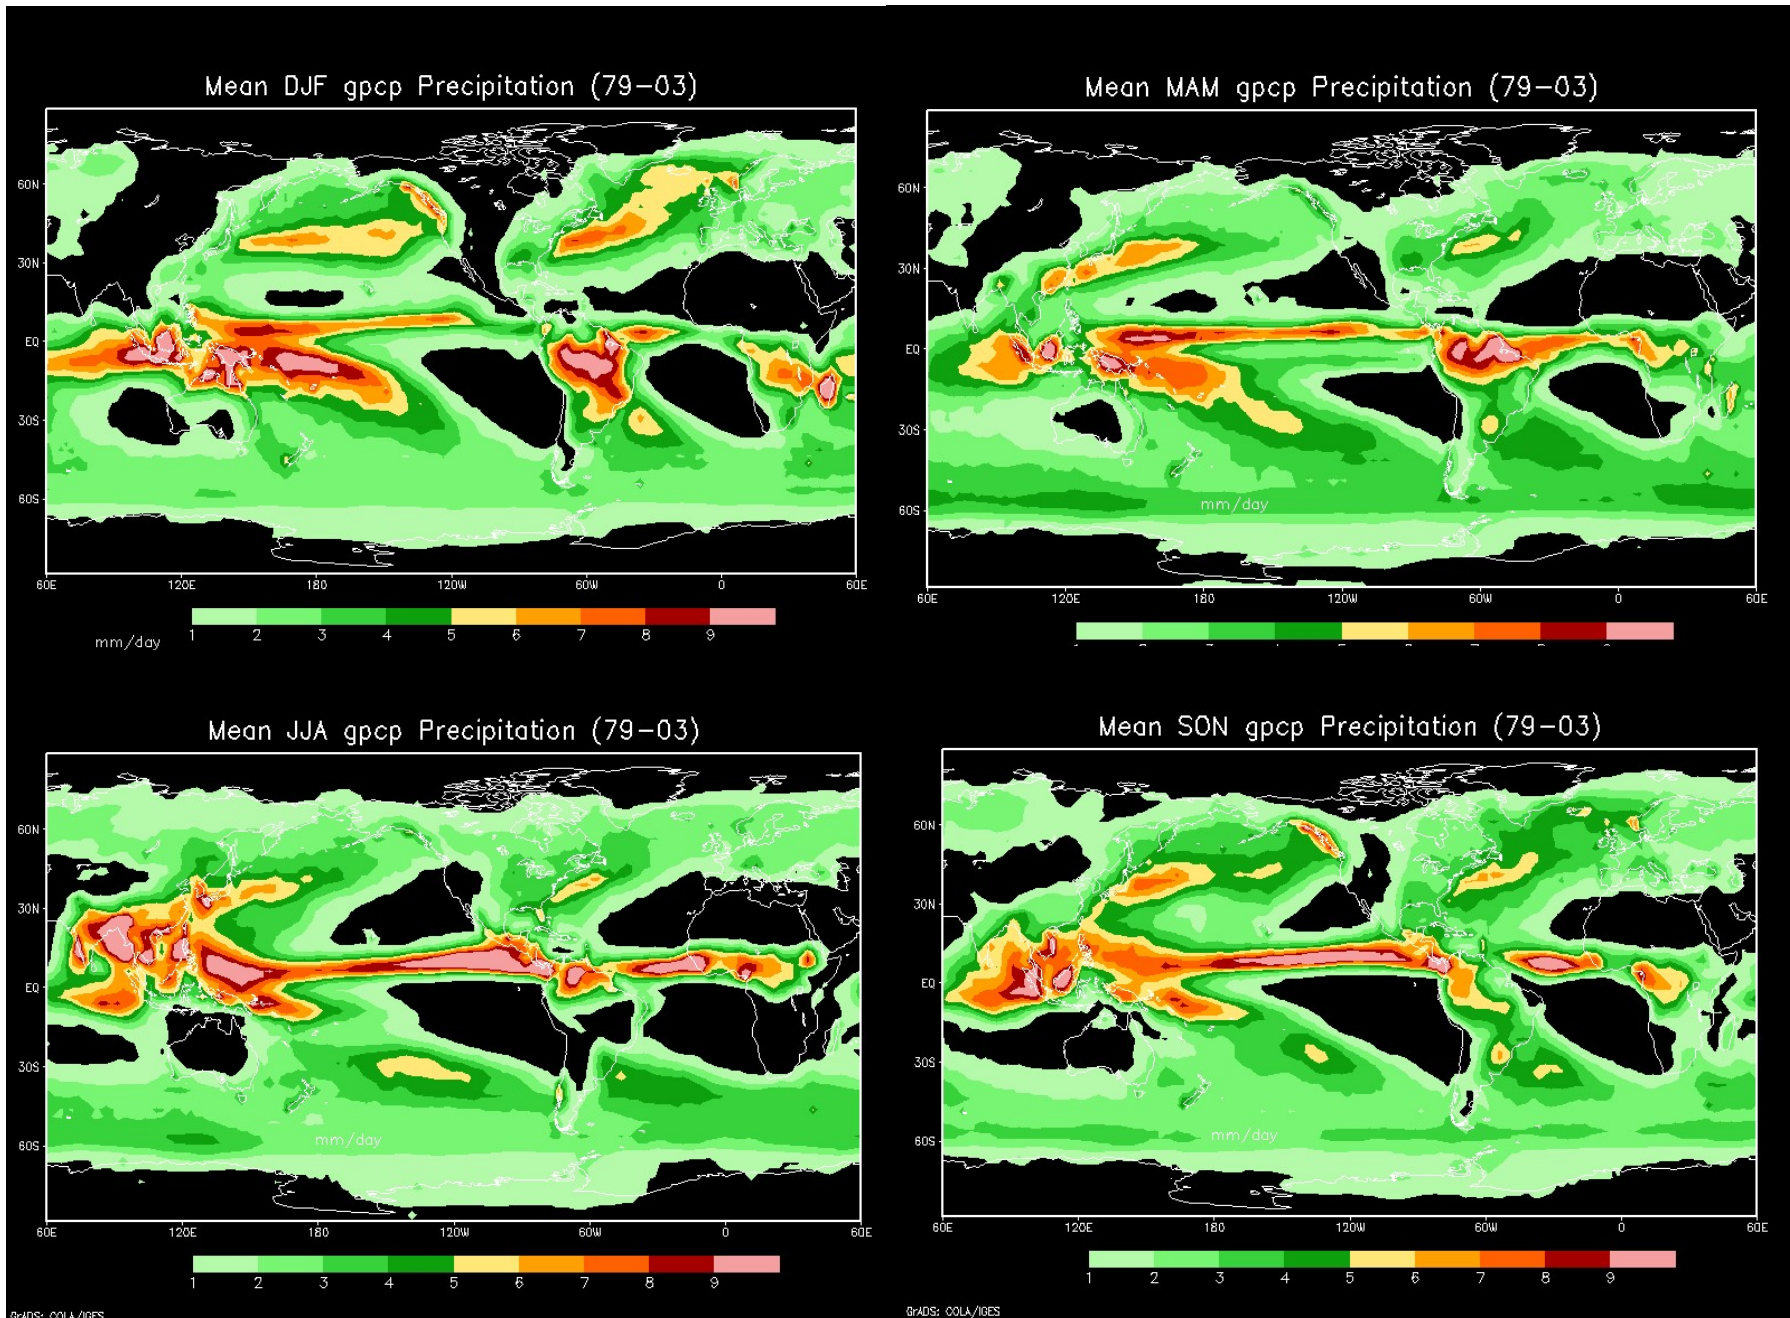 Mean DJF gpcp Precipitation (79-03)
60N
30N
EQ
30S
60S
60E 120E 180 120W 60W 0 60E
mm/day
1 2 3 4 5 6 7 8 9
Mean MAM gpcp Precipitation (79-03)
60N
30N
EQ
30S
60S
mm/day
60E 120E 180 120W 60W 0 60E
Mean JJA gpcp Precipitation (79-03)
60N
30N
EQ
30S
60S
mm/day
60E 120E 180 120W 60W 0 60E
1 2 3 4 5 6 7 8 9
GrADS: COLA/IGES
Mean SON gpcp Precipitation (79-03)
60N
30N
EQ
30S
60S
mm/day
60E 120E 180 120W 60W 0 60E
1 2 3 4 5 6 7 8 9
GrADS: COLA/IGES